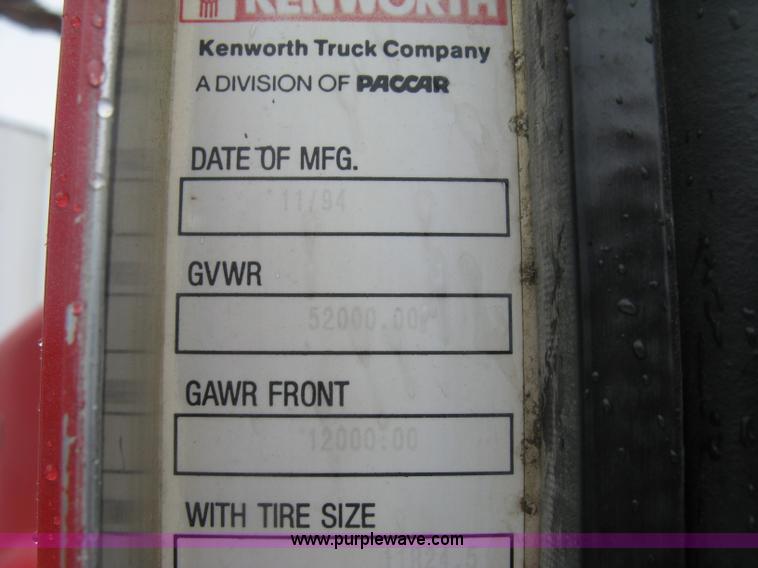 KENWORTH
Kenworth Truck Company
A DIVISION OF PACCAR
DATE OF MFG.
11/94
GVWR
52000.00
GAWR FRONT
12000.00
WITH TIRE SIZE
www.purplewave.com